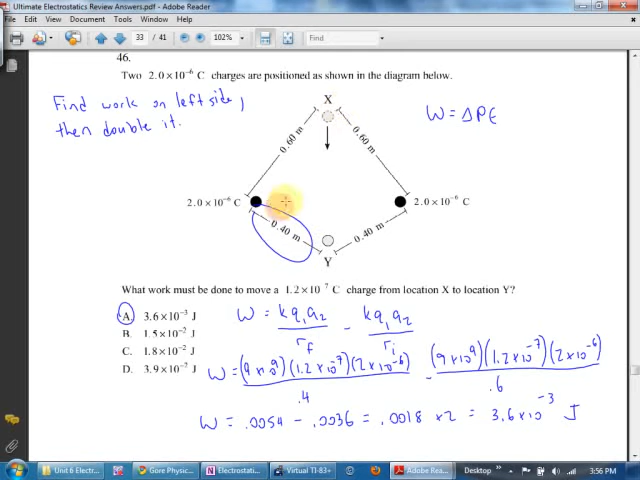 Ultimate Electrostatics Review Answers.pdf - Adobe Reader
File Edit View Document Tools Window Help
33 / 41 102% Find
46.
Two 2.0×10⁻⁶ C charges are positioned as shown in the diagram below.
Find work on left side,
then double it.
W = ΔPE
X
0.60 m 0.60 m
2.0×10⁻⁶ C 2.0×10⁻⁶ C
0.40 m 0.40 m
Y
What work must be done to move a 1.2×10⁻⁷ C charge from location X to location Y?
A. 3.6×10⁻³ J
B. 1.5×10⁻² J
C. 1.8×10⁻² J
D. 3.9×10⁻² J
W = kq₁q₂/r_f - kq₁q₂/r_i
W = (9×10⁹)(1.2×10⁻⁷)(2×10⁻⁶)/.4 - (9×10⁹)(1.2×10⁻⁷)(2×10⁻⁶)/.6
W = .0054 - .0036 = .0018 ×2 = 3.6×10⁻³ J
Unit 6 Electrostatics Gore Physics Electrostatic Virtual TI-83+ Adobe Reade Desktop 3:56 PM